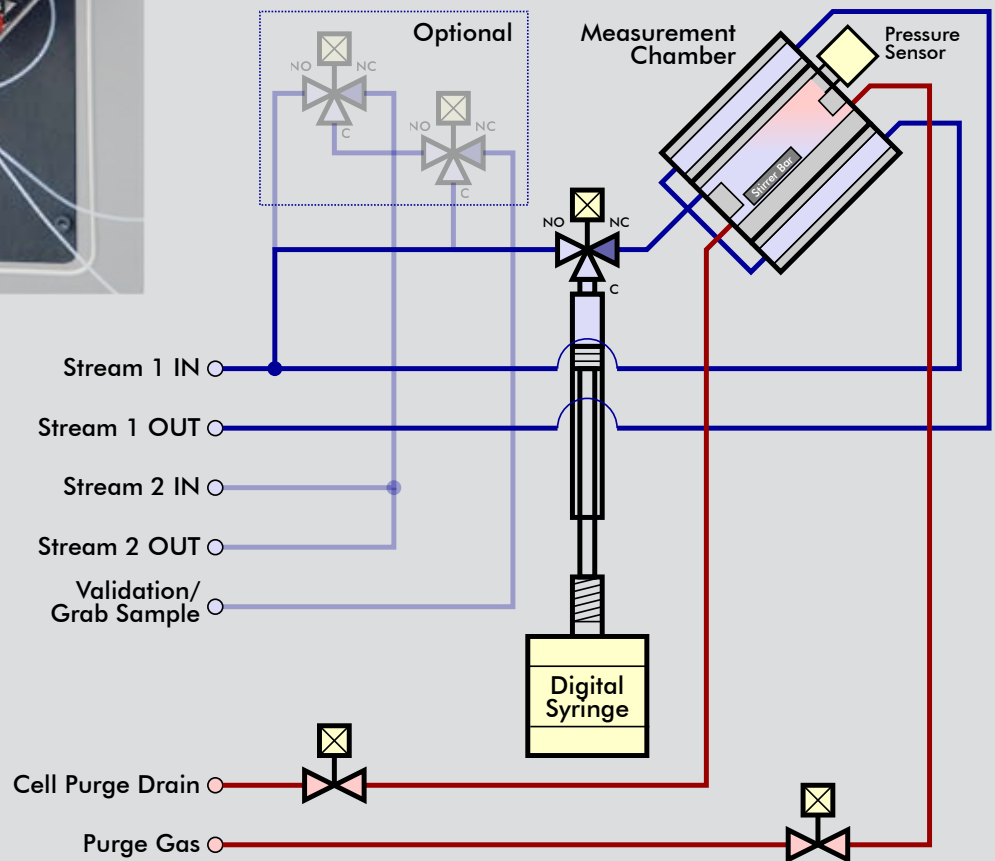 Optional
NO
NC
C
NO
NC
C
Measurement
Chamber
Pressure
Sensor
Stirrer Bar
NO
NC
C
Stream 1 IN
Stream 1 OUT
Stream 2 IN
Stream 2 OUT
Validation/
Grab Sample
Digital
Syringe
Cell Purge Drain
Purge Gas